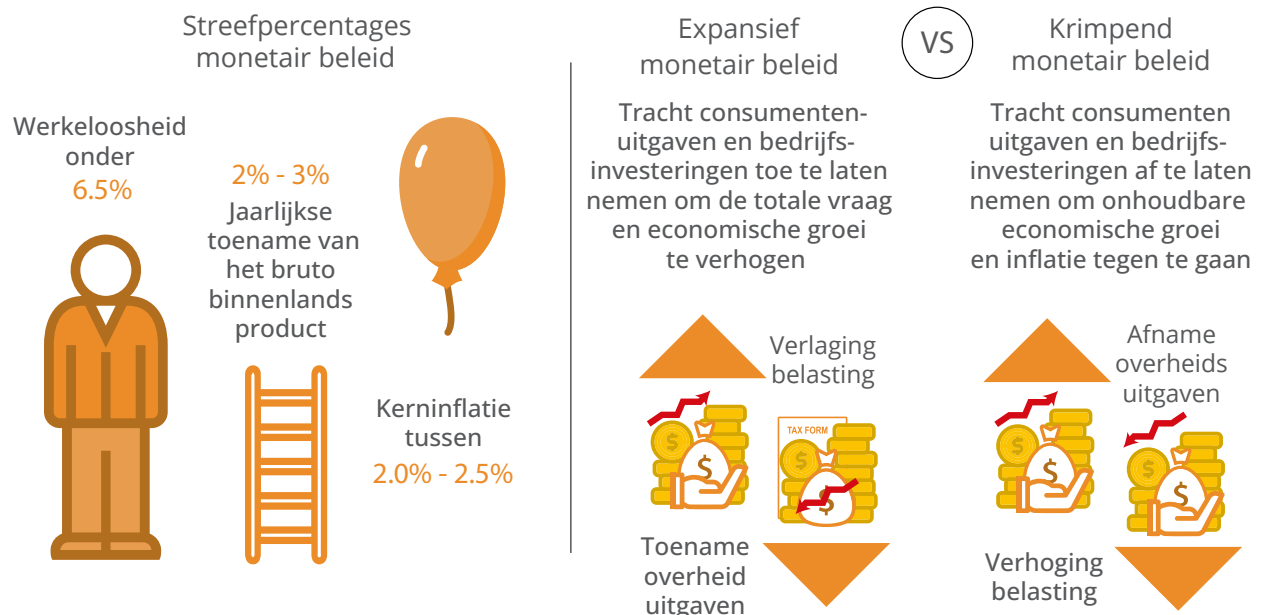 Streefpercentages
monetair beleid
Werkeloosheid
onder
6.5%
2% - 3%
Jaarlijkse
toename van
het bruto
binnenlands
product
Kerninflatie
tussen
2.0% - 2.5%
Expansief
monetair beleid
Tracht consumenten-
uitgaven en bedrijfs-
investeringen toe te laten
nemen om de totale vraag
en economische groei
te verhogen
Verlaging
belasting
$
$
TAX FORM
$
$
Toename
overheid
uitgaven
VS
Krimpend
monetair beleid
Tracht consumenten
uitgaven en bedrijfs-
investeringen af te laten
nemen om onhoudbare
economische groei
en inflatie tegen te gaan
Afname
overheids
uitgaven
$
$
$
$
Verhoging
belasting